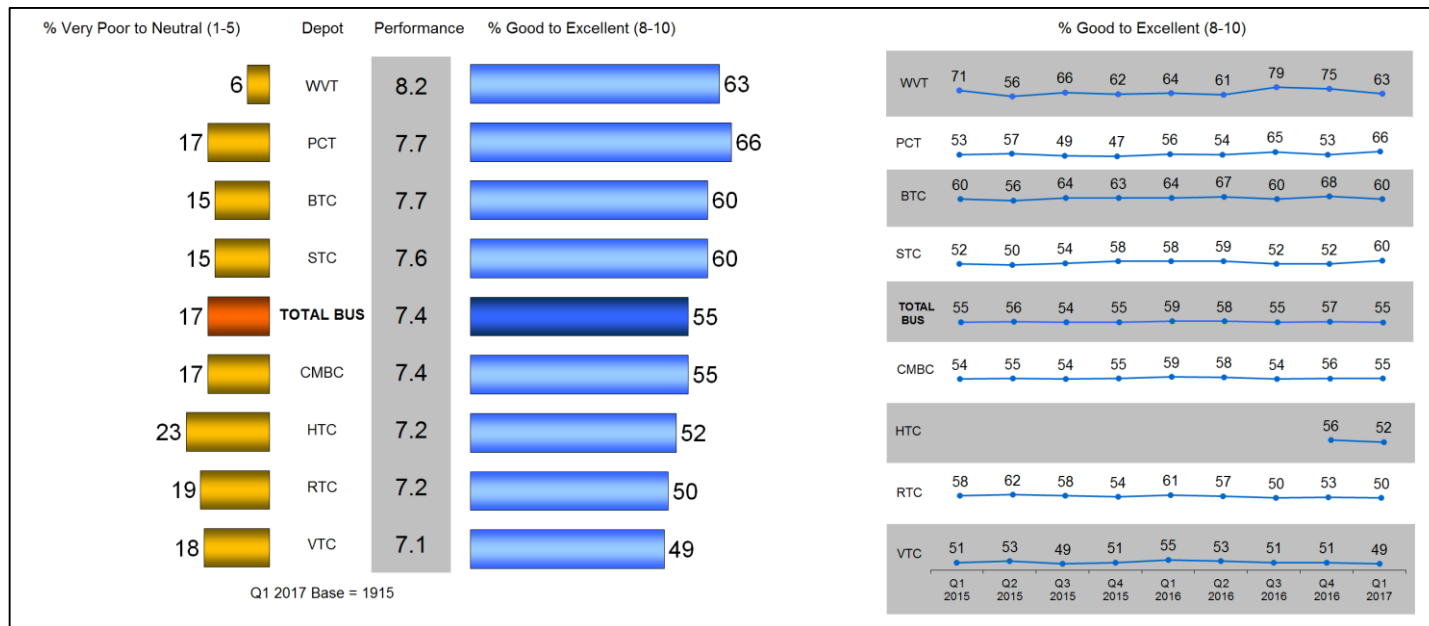 % Very Poor to Neutral (1-5) Depot Performance % Good to Excellent (8-10)
6 WVT 8.2 63
17 PCT 7.7 66
15 BTC 7.7 60
15 STC 7.6 60
17 TOTAL BUS 7.4 55
17 CMBC 7.4 55
23 HTC 7.2 52
19 RTC 7.2 50
18 VTC 7.1 49
Q1 2017 Base = 1915
% Good to Excellent (8-10)
WVT 71 56 66 62 64 61 79 75 63
PCT 53 57 49 47 56 54 65 53 66
BTC 60 56 64 63 64 67 60 68 60
STC 52 50 54 58 58 59 52 52 60
TOTAL
BUS 55 56 54 55 59 58 55 57 55
CMBC 54 55 54 55 59 58 54 56 55
HTC 56 52
RTC 58 62 58 54 61 57 50 53 50
VTC 51 53 49 51 55 53 51 51 49
Q1 Q2 Q3 Q4 Q1 Q2 Q3 Q4 Q1
2015 2015 2015 2015 2016 2016 2016 2016 2017